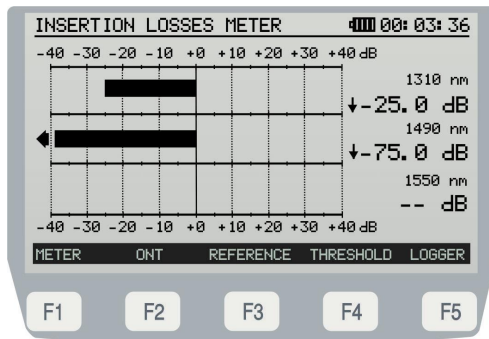 INSERTION LOSSES METER 00:03:36
-40 -30 -20 -10 +0 +10 +20 +30 +40 dB
1310 nm
↓-25.0 dB
1490 nm
↓-75.0 dB
1550 nm
-- dB
-40 -30 -20 -10 +0 +10 +20 +30 +40 dB
METER ONT REFERENCE THRESHOLD LOGGER
F1 F2 F3 F4 F5